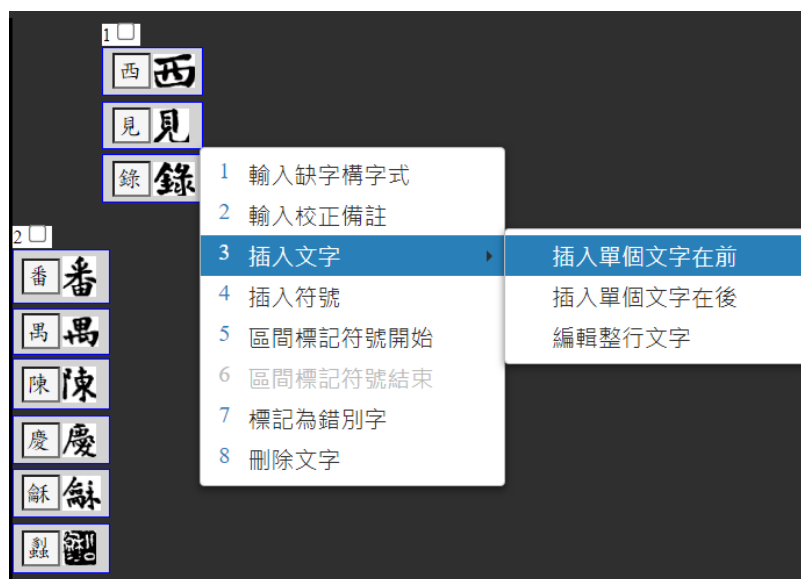 1
西 西
見 見
錄 錄
2
番 番
禺 禺
陳 陳
慶 慶
龢 龢
蠫
1 輸入缺字構字式
2 輸入校正備註
3 插入文字
4 插入符號
5 區間標記符號開始
6 區間標記符號結束
7 標記為錯別字
8 刪除文字
插入單個文字在前
插入單個文字在後
編輯整行文字